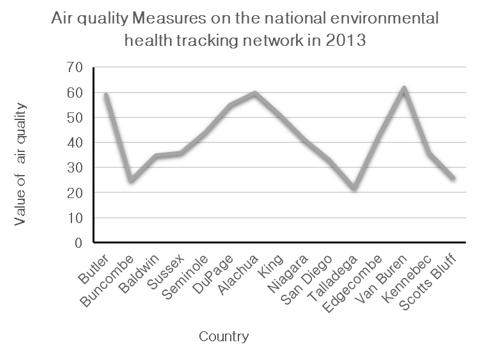 Air quality Measures on the national environmental
health tracking network in 2013
Value of air quality
70
60
50
40
30
20
10
0
Butler
Buncombe
Baldwin
Sussex
Seminole
DuPage
Alachua
King
Niagara
San Diego
Talladega
Edgecombe
Van Buren
Kennebec
Scotts Bluff
Country